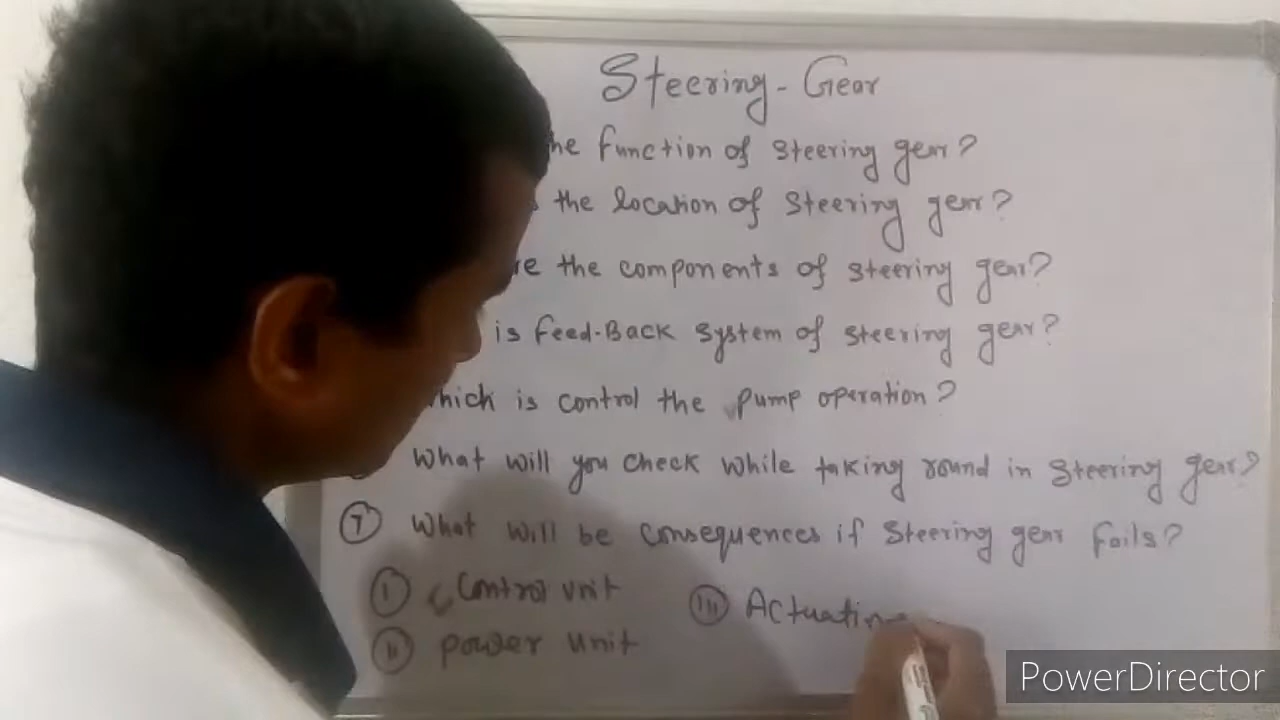 Steering-Gear
he function of steering gear?
the location of steering gear?
re the components of steering gear?
is Feed-Back system of steering gear?
hich is control the pump operation?
What will you check while taking round in steering gear?
7 What will be consequences if steering gear fails?
i Control unit
ii power unit
iii Actuating
PowerDirector